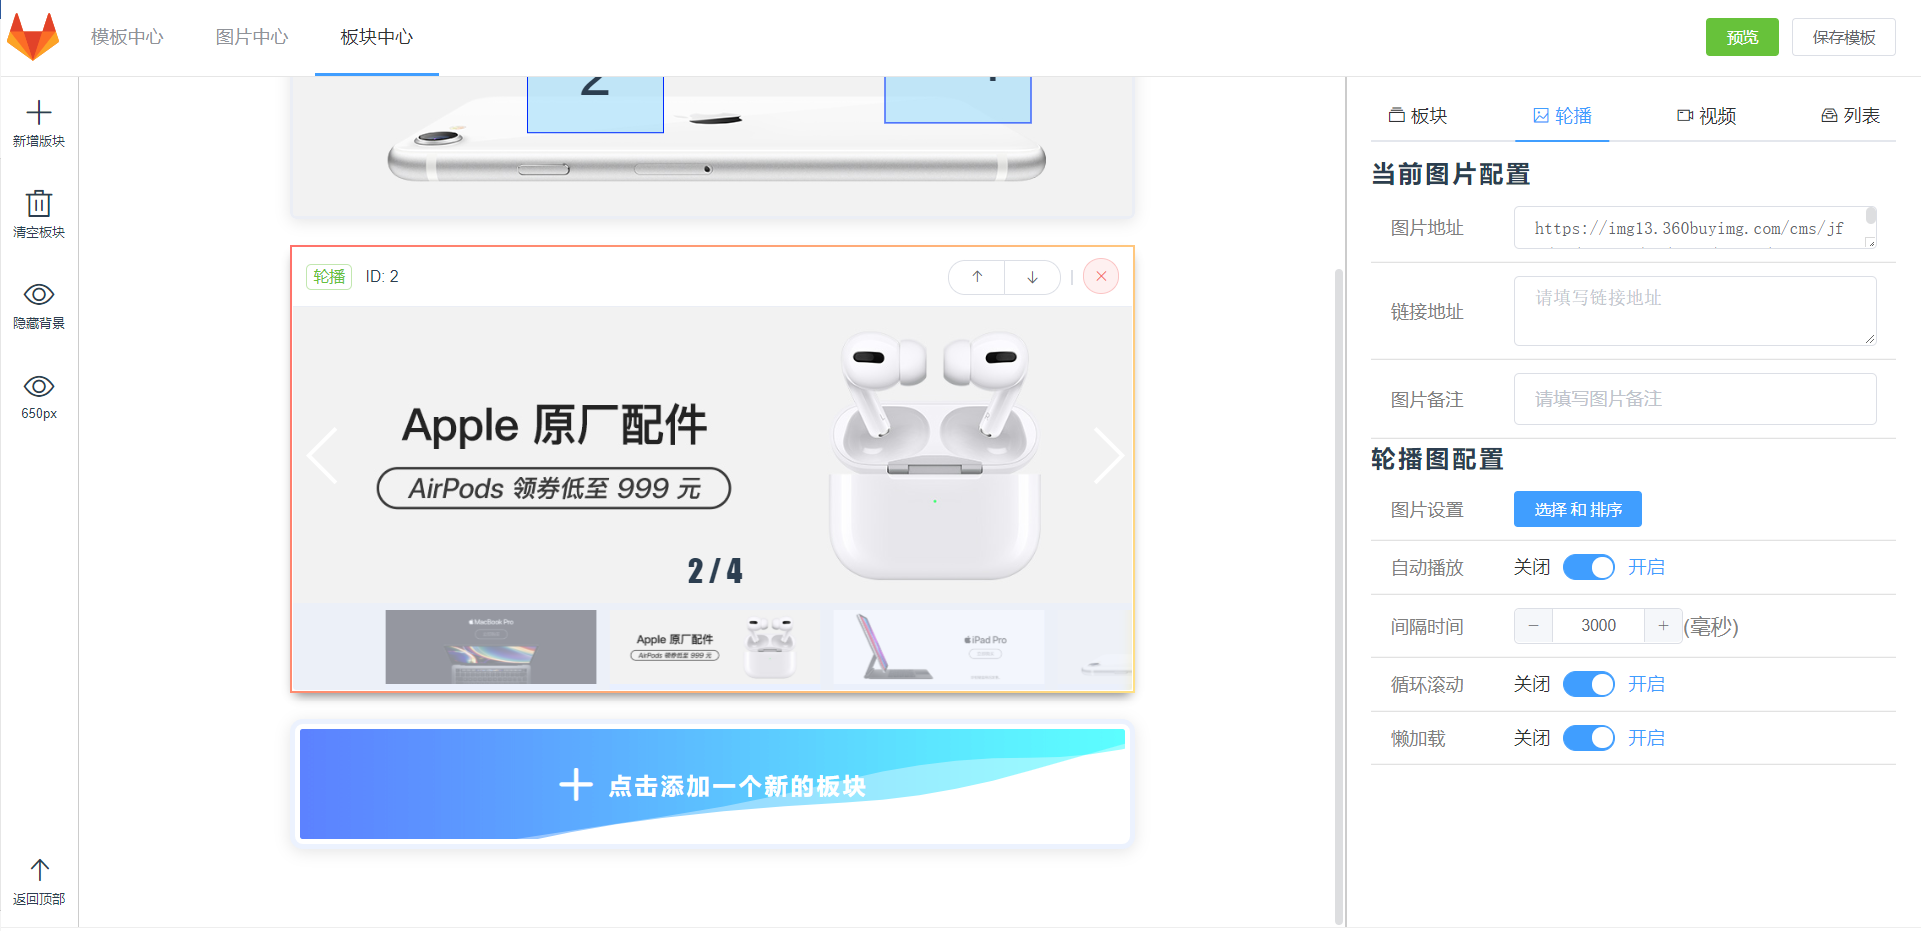 模板中心
图片中心
板块中心
预览
保存模板
新增版块
清空板块
隐藏背景
650px
返回顶部
2
轮播
ID: 2
Apple 原厂配件
AirPods 领券低至 999 元
2 / 4
MacBook Pro
Apple 原厂配件
AirPods 领券低至 999 元
iPad Pro
点击添加一个新的板块
板块
轮播
视频
列表
当前图片配置
图片地址
https://img13.360buyimg.com/cms/jf
链接地址
请填写链接地址
图片备注
请填写图片备注
轮播图配置
图片设置
选择 和 排序
自动播放
关闭
开启
间隔时间
3000
(毫秒)
循环滚动
关闭
开启
懒加载
关闭
开启